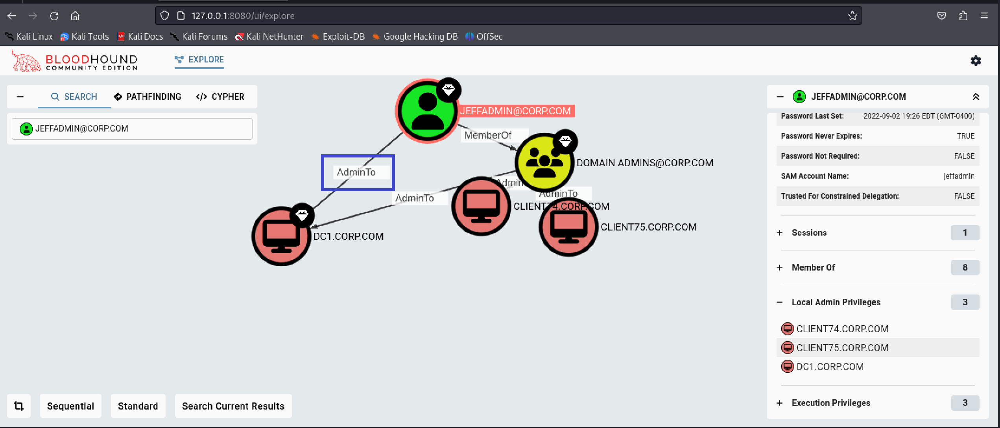 127.0.0.1:8080/ui/explore
Kali Linux Kali Tools Kali Docs Kali Forums Kali NetHunter Exploit-DB Google Hacking DB OffSec
BLOODHOUND
COMMUNITY EDITION
EXPLORE
SEARCH PATHFINDING </> CYPHER
JEFFADMIN@CORP.COM
JEFFADMIN@CORP.COM
MemberOf
DOMAIN ADMINS@CORP.COM
AdminTo
Admin
AdminTo
AdminTo
CLIENT74.CORP.COM
CLIENT75.CORP.COM
DC1.CORP.COM
JEFFADMIN@CORP.COM
Password Last Set: 2022-09-02 19:26 EDT (GMT-0400)
Password Never Expires: TRUE
Password Not Required: FALSE
SAM Account Name: jeffadmin
Trusted For Constrained Delegation: FALSE
+ Sessions 1
+ Member Of 8
− Local Admin Privileges 3
CLIENT74.CORP.COM
CLIENT75.CORP.COM
DC1.CORP.COM
+ Execution Privileges 3
Sequential Standard Search Current Results